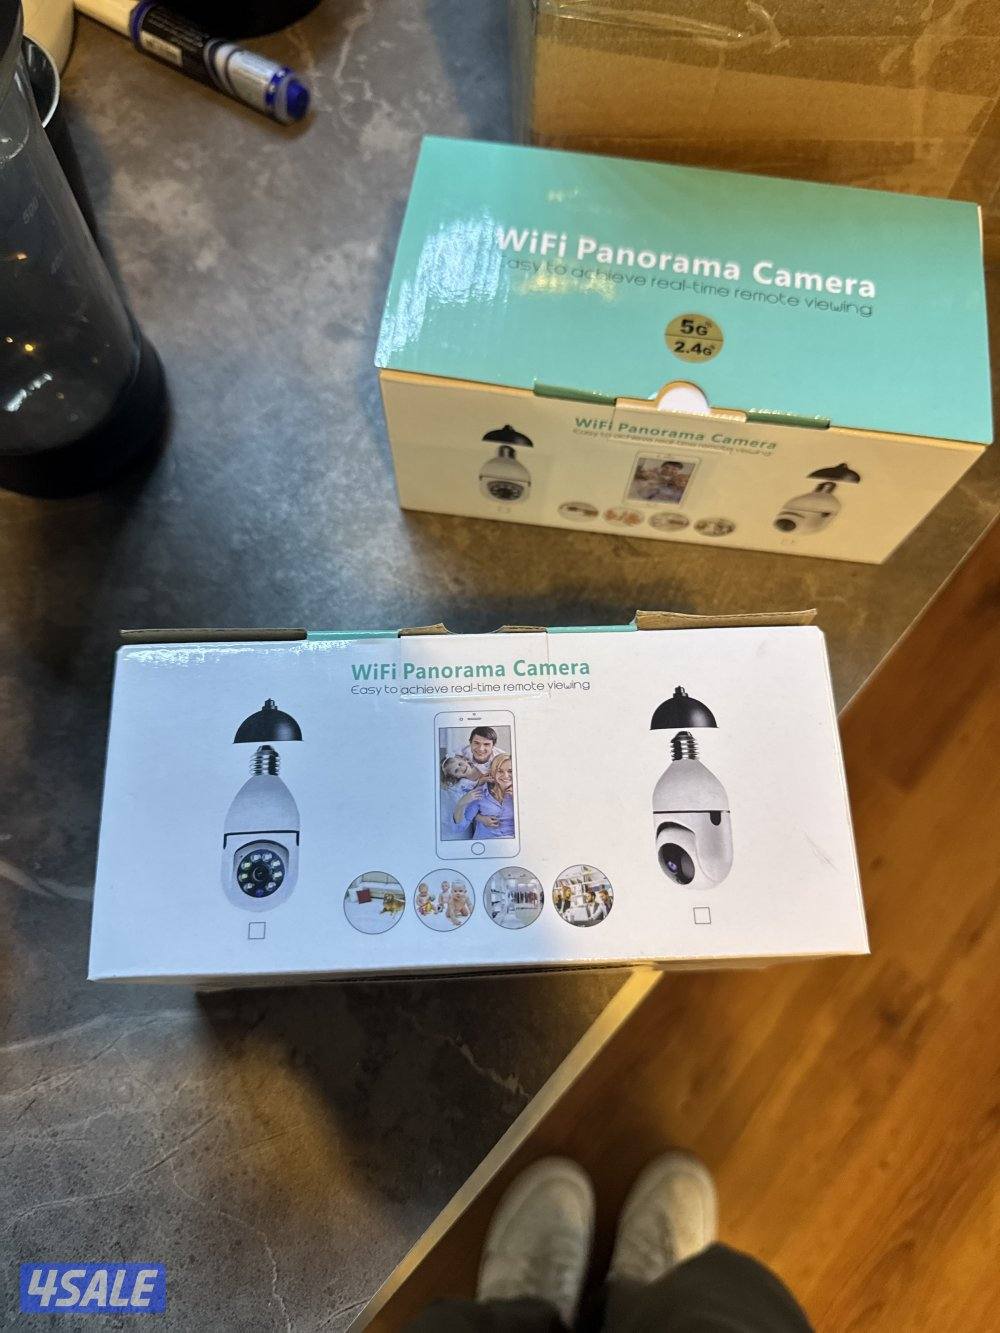 WiFi Panorama Camera
Easy to achieve real-time remote viewing
5G
2.4G
WiFi Panorama Camera
Easy to achieve real-time remote viewing
WiFi Panorama Camera
Easy to achieve real-time remote viewing
4SALE